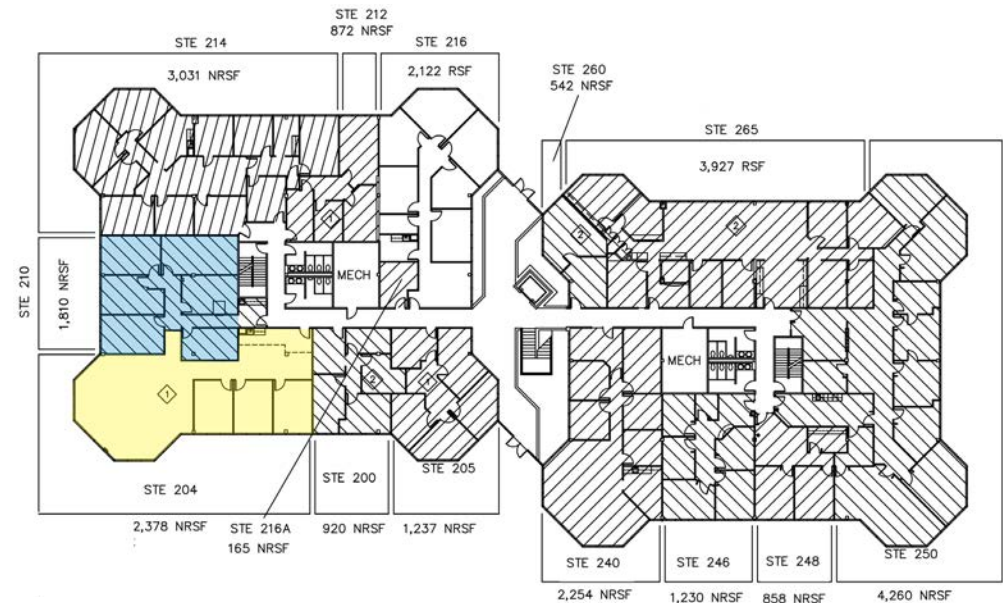 STE 212
872 NRSF
STE 214
3,031 NRSF
STE 216
2,122 RSF
STE 260
542 NRSF
STE 265
3,927 RSF
1
2
2
MECH
STE 210
1,810 NRSF
MECH
1
2
1
STE 204
2,378 NRSF
STE 216A
165 NRSF
STE 200
920 NRSF
STE 205
1,237 NRSF
STE 240
2,254 NRSF
STE 246
1,230 NRSF
STE 248
858 NRSF
STE 250
4,260 NRSF